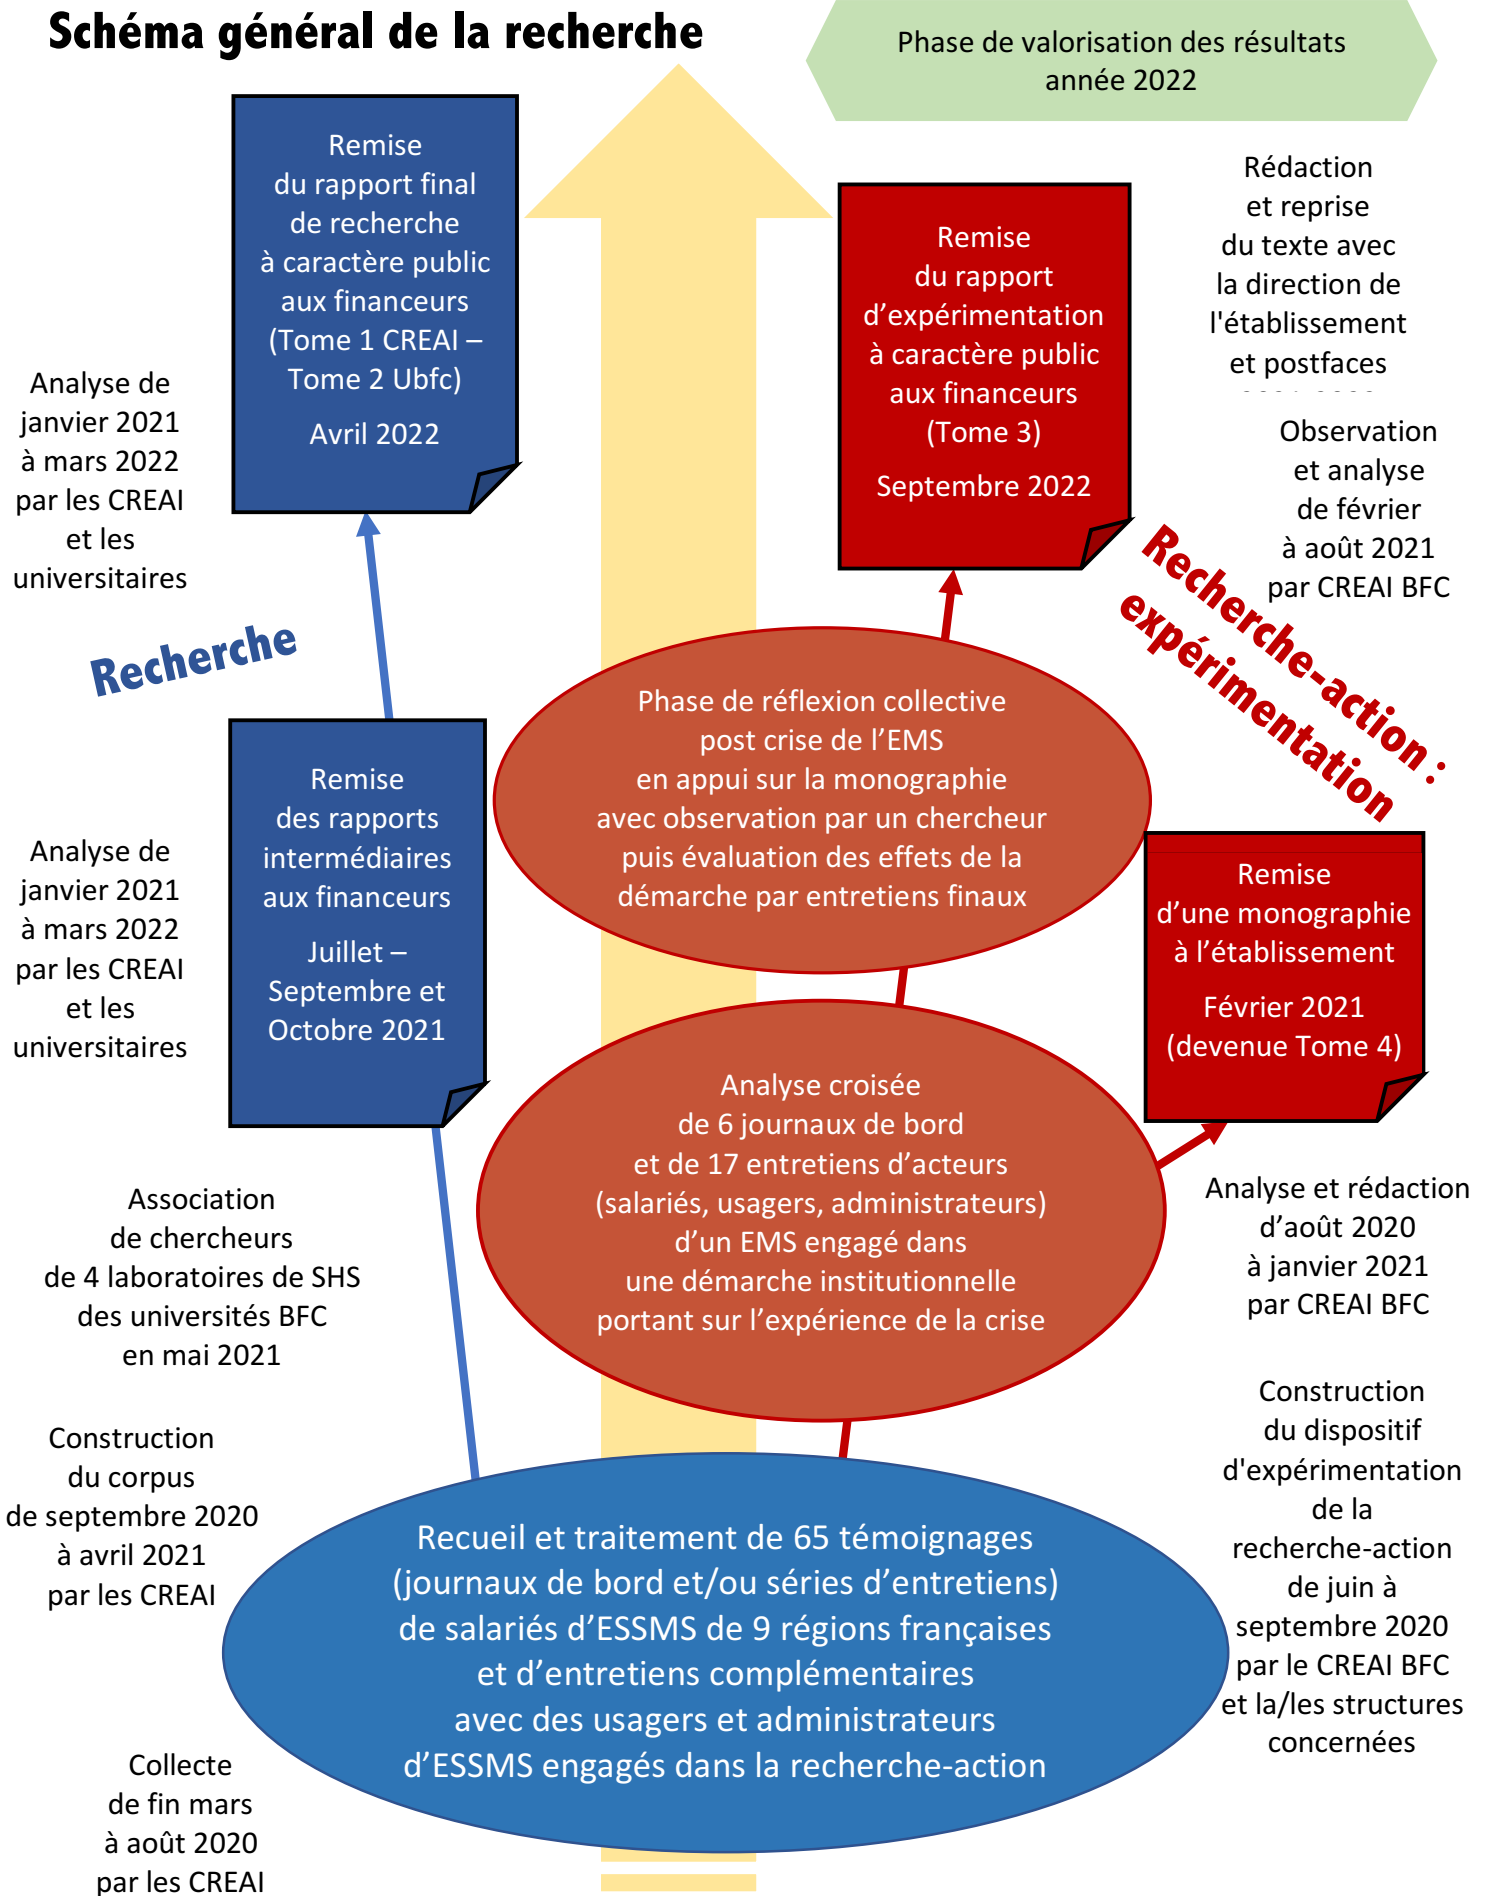 Schéma général de la recherche
Phase de valorisation des résultats
année 2022
Remise
du rapport final
de recherche
à caractère public
aux financeurs
(Tome 1 CREAI –
Tome 2 Ubfc)
Avril 2022
Remise
du rapport
d’expérimentation
à caractère public
aux financeurs
(Tome 3)
Septembre 2022
Rédaction
et reprise
du texte avec
la direction de
l'établissement
et postfaces
Analyse de
janvier 2021
à mars 2022
par les CREAI
et les
universitaires
Observation
et analyse
de février
à août 2021
par CREAI BFC
Recherche
Recherche-action :
expérimentation
Phase de réflexion collective
post crise de l’EMS
en appui sur la monographie
avec observation par un chercheur
puis évaluation des effets de la
démarche par entretiens finaux
Remise
des rapports
intermédiaires
aux financeurs
Juillet –
Septembre et
Octobre 2021
Analyse de
janvier 2021
à mars 2022
par les CREAI
et les
universitaires
Remise
d’une monographie
à l’établissement
Février 2021
(devenue Tome 4)
Analyse croisée
de 6 journaux de bord
et de 17 entretiens d’acteurs
(salariés, usagers, administrateurs)
d’un EMS engagé dans
une démarche institutionnelle
portant sur l’expérience de la crise
Association
de chercheurs
de 4 laboratoires de SHS
des universités BFC
en mai 2021
Analyse et rédaction
d’août 2020
à janvier 2021
par CREAI BFC
Construction
du corpus
de septembre 2020
à avril 2021
par les CREAI
Construction
du dispositif
d'expérimentation
de la
recherche-action
de juin à
septembre 2020
par le CREAI BFC
et la/les structures
concernées
Recueil et traitement de 65 témoignages
(journaux de bord et/ou séries d’entretiens)
de salariés d’ESSMS de 9 régions françaises
et d’entretiens complémentaires
avec des usagers et administrateurs
d’ESSMS engagés dans la recherche-action
Collecte
de fin mars
à août 2020
par les CREAI